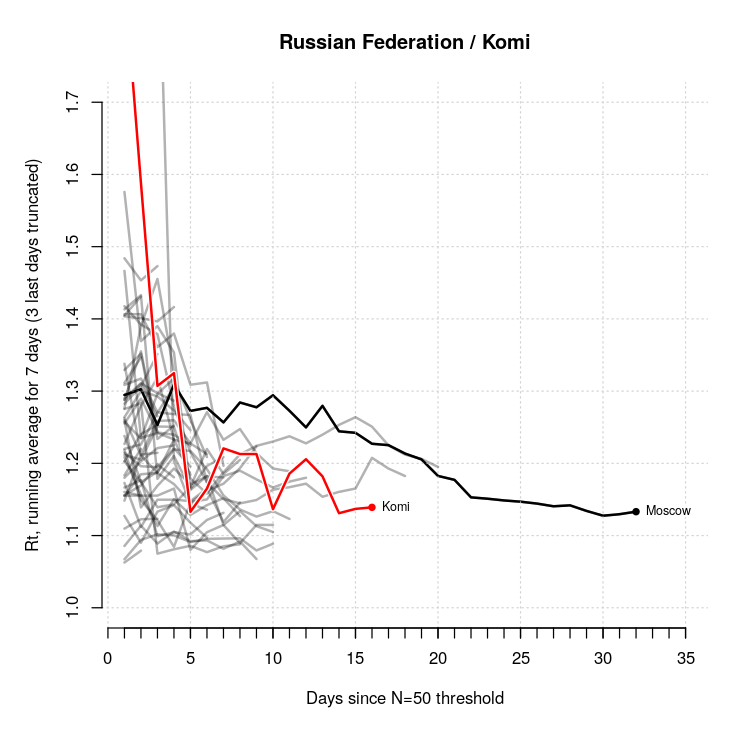 Russian Federation / Komi
Rt, running average for 7 days (3 last days truncated)
1.7
1.6
1.5
1.4
1.3
1.2
1.1
1.0
Komi
Moscow
0 5 10 15 20 25 30 35
Days since N=50 threshold